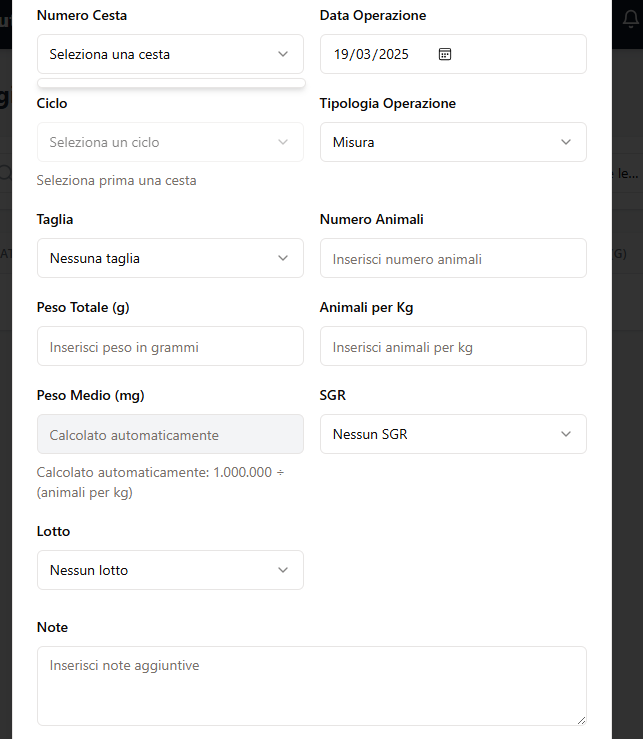 Numero Cesta
Data Operazione
Seleziona una cesta
19/03/2025
Ciclo
Tipologia Operazione
Seleziona un ciclo
Misura
Seleziona prima una cesta
le...
Taglia
Numero Animali
Nessuna taglia
Inserisci numero animali
G)
Peso Totale (g)
Animali per Kg
Inserisci peso in grammi
Inserisci animali per kg
Peso Medio (mg)
SGR
Calcolato automaticamente
Nessun SGR
Calcolato automaticamente: 1.000.000 ÷
(animali per kg)
Lotto
Nessun lotto
Note
Inserisci note aggiuntive